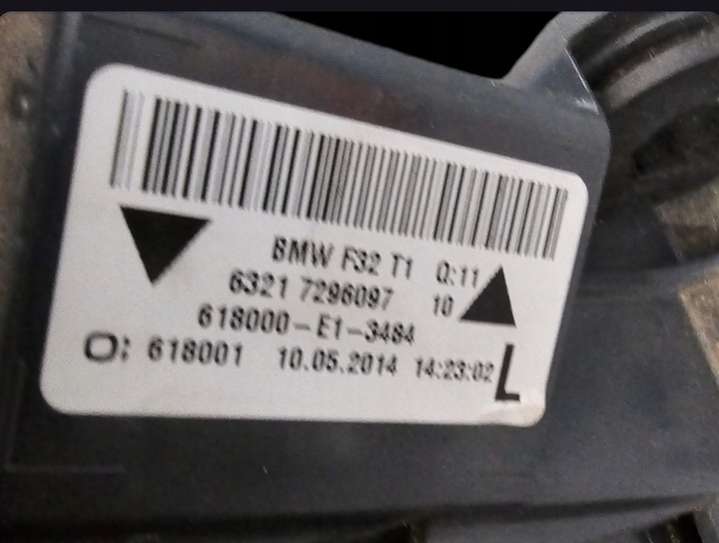 BMW F32 T1 Q:11
6321 7296097 10
618000-E1-3484
O: 618001 10.05.2014 14:23:02 L